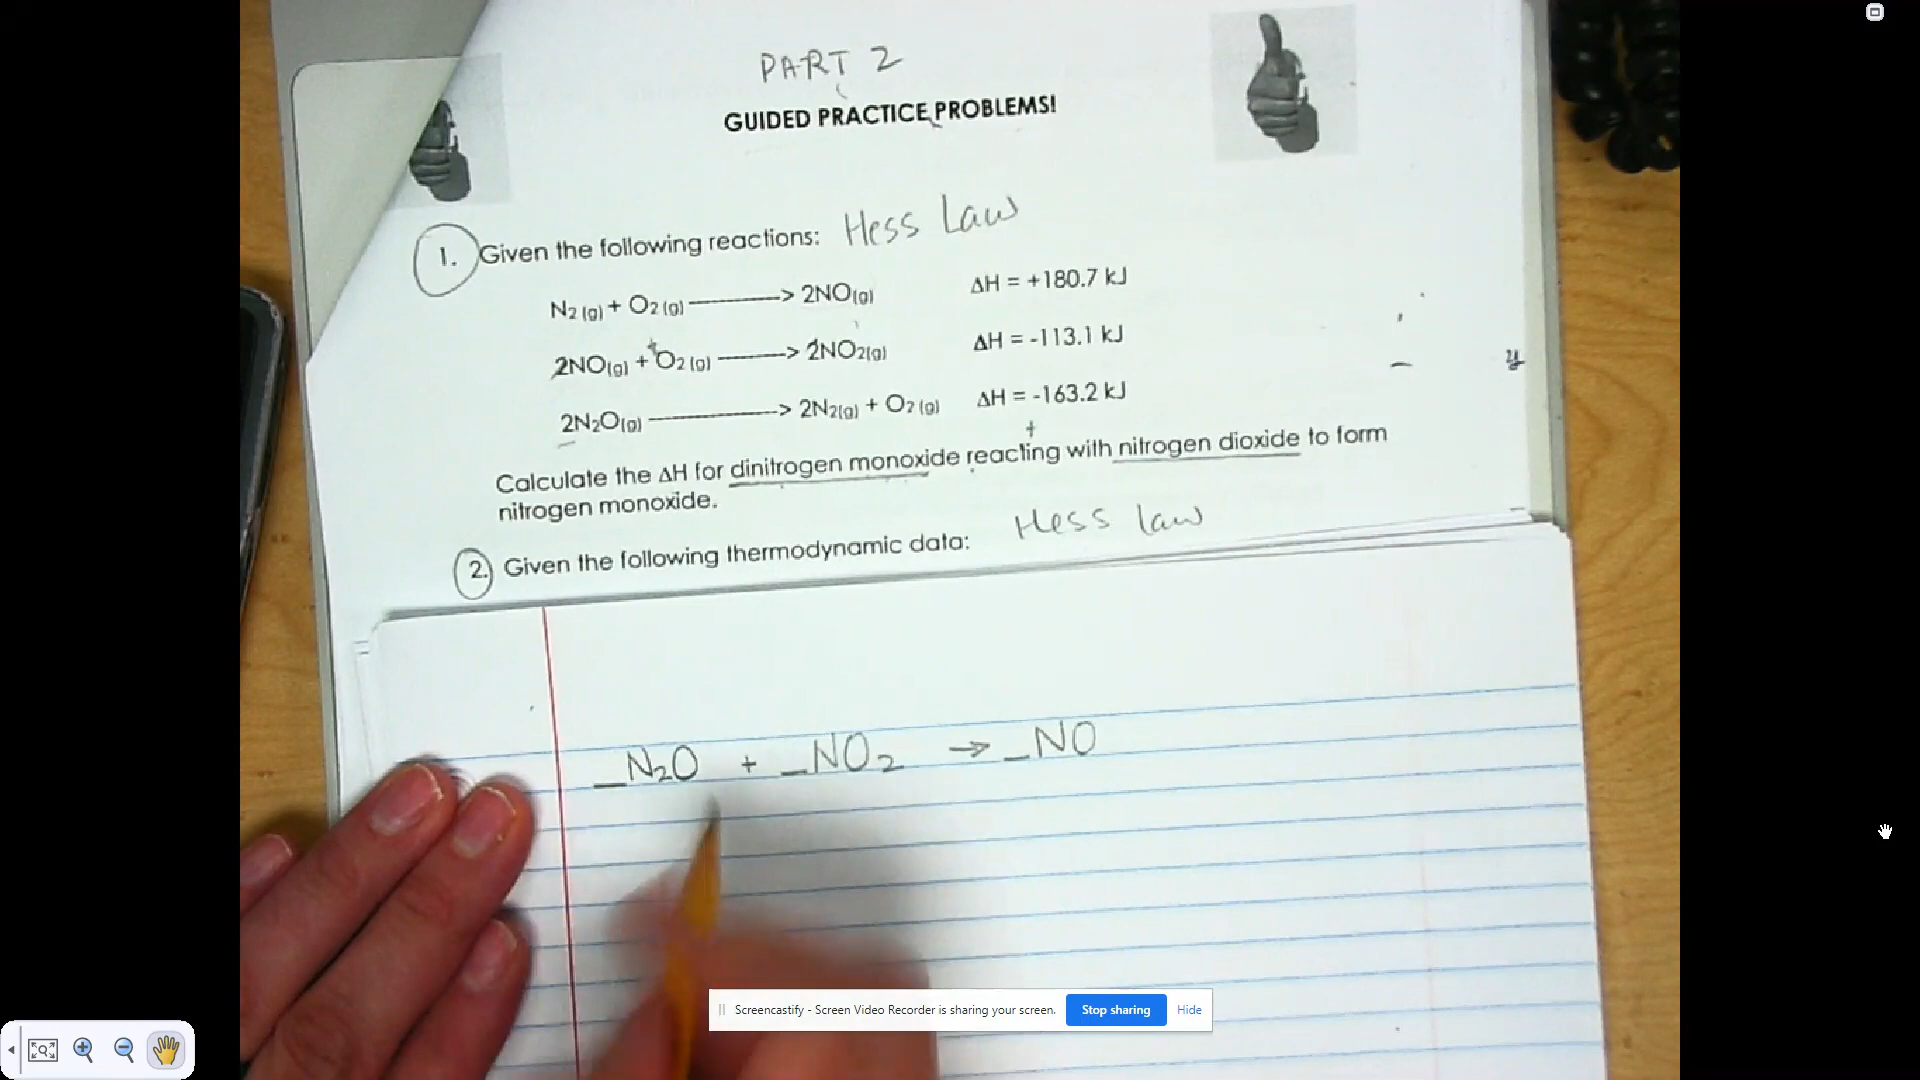 PART 2
GUIDED PRACTICE PROBLEMS!
1. Given the following reactions: Hess Law
N2 (g) + O2 (g) ----------> 2NO(g) ΔH = +180.7 kJ
2NO(g) + O2 (g) --------> 2NO2(g) ΔH = -113.1 kJ
2N2O(g) --------------> 2N2(g) + O2 (g) ΔH = -163.2 kJ
+
Calculate the ΔH for dinitrogen monoxide reacting with nitrogen dioxide to form
nitrogen monoxide.
2. Given the following thermodynamic data: Hess law
_N2O + _NO2 → _NO
Screencastify - Screen Video Recorder is sharing your screen. Stop sharing Hide